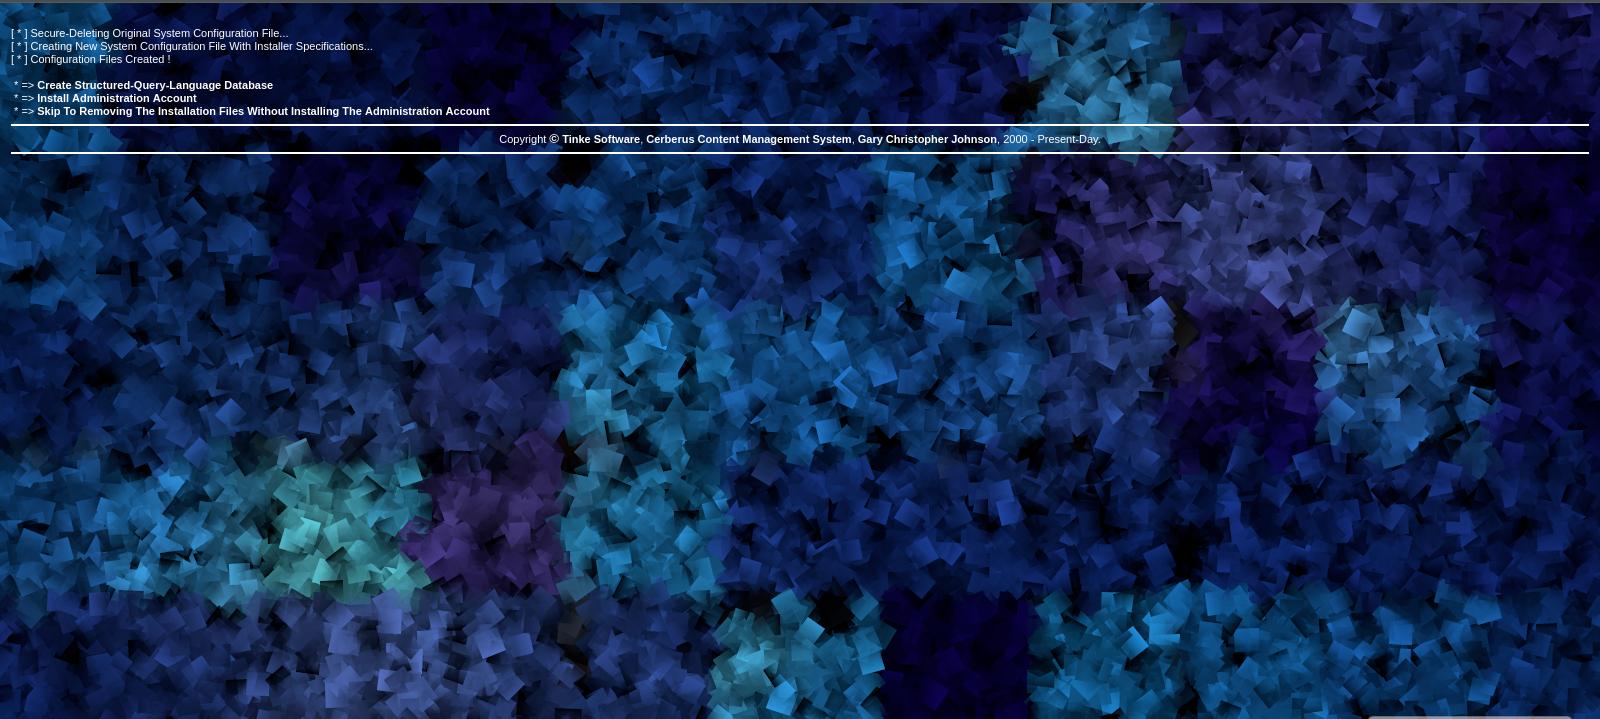 [ * ] Secure-Deleting Original System Configuration File...
[ * ] Creating New System Configuration File With Installer Specifications...
[ * ] Configuration Files Created !
* => Create Structured-Query-Language Database
* => Install Administration Account
* => Skip To Removing The Installation Files Without Installing The Administration Account
Copyright © Tinke Software, Cerberus Content Management System, Gary Christopher Johnson, 2000 - Present-Day.